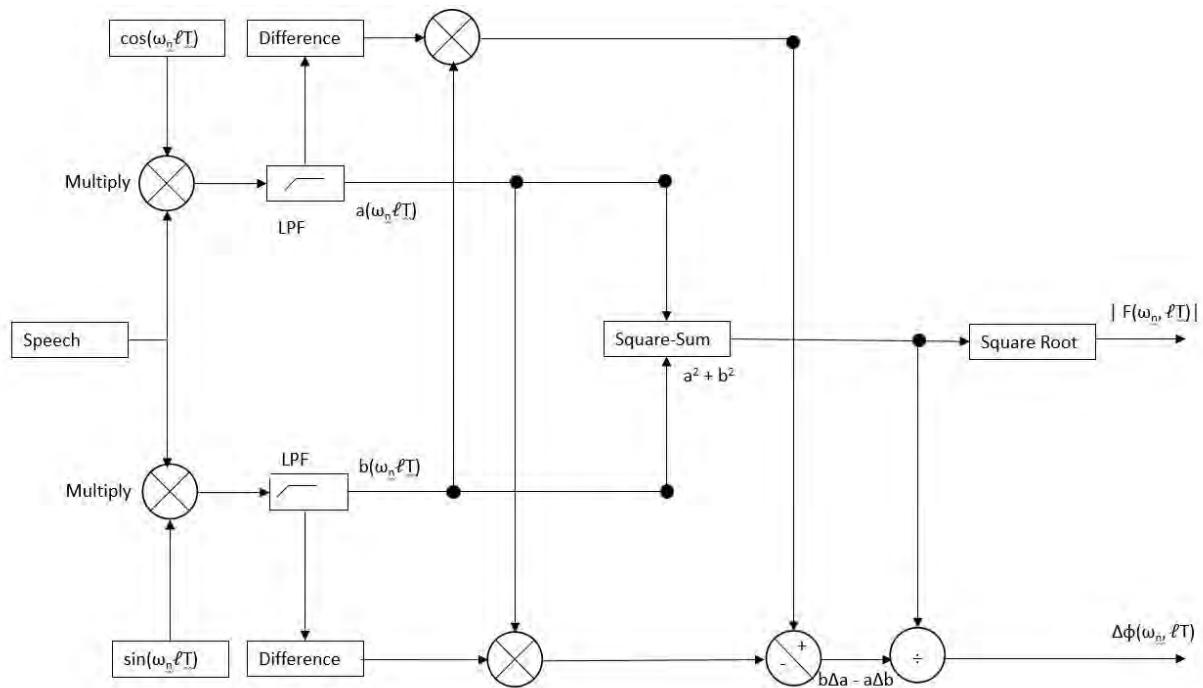 cos(ωₙℓT)
Difference
Multiply
a(ωₙℓT)
LPF
Speech
| F(ωₙ, ℓT)|
Square-Sum
Square Root
a² + b²
LPF
b(ωₙℓT)
Multiply
+
-
÷
Δϕ(ωₙ, ℓT)
sin(ωₙℓT)
Difference
bΔa - aΔb